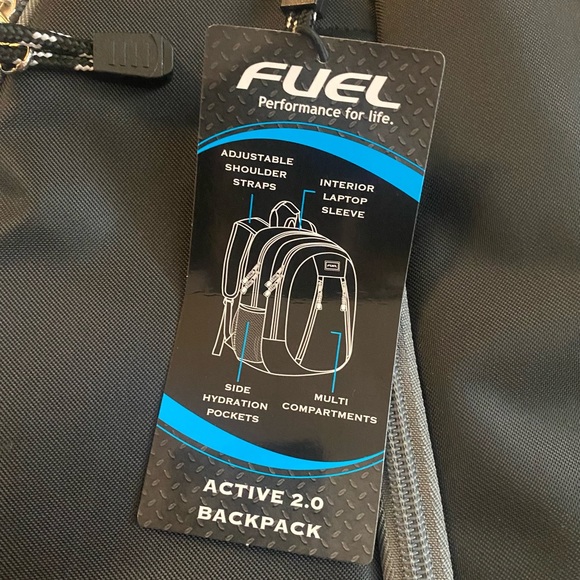 FUEL
Performance for life.
ADJUSTABLE
SHOULDER
STRAPS
INTERIOR
LAPTOP
SLEEVE
FUEL
SIDE
HYDRATION
POCKETS
MULTI
COMPARTMENTS
ACTIVE 2.0
BACKPACK